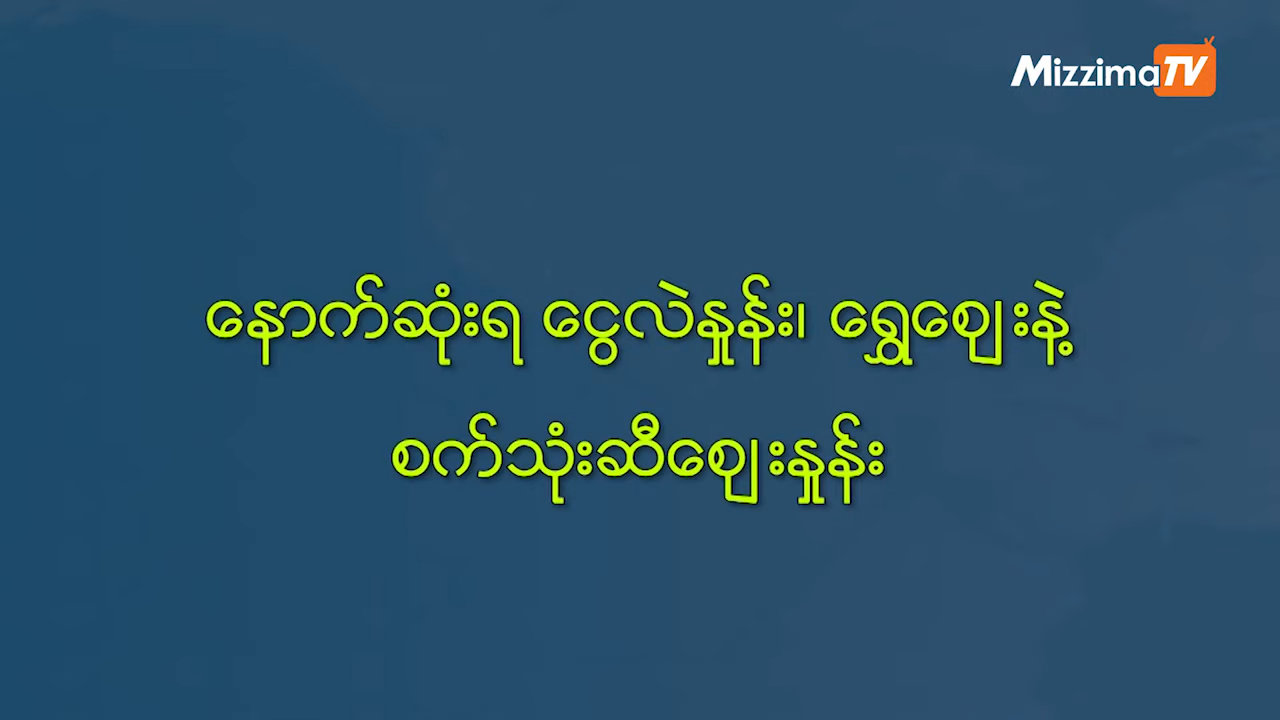 MizzimaTV
နောက်ဆုံးရ ငွေလဲနှုန်း၊ ရွှေဈေးနဲ့
စက်သုံးဆီဈေးနှုန်း